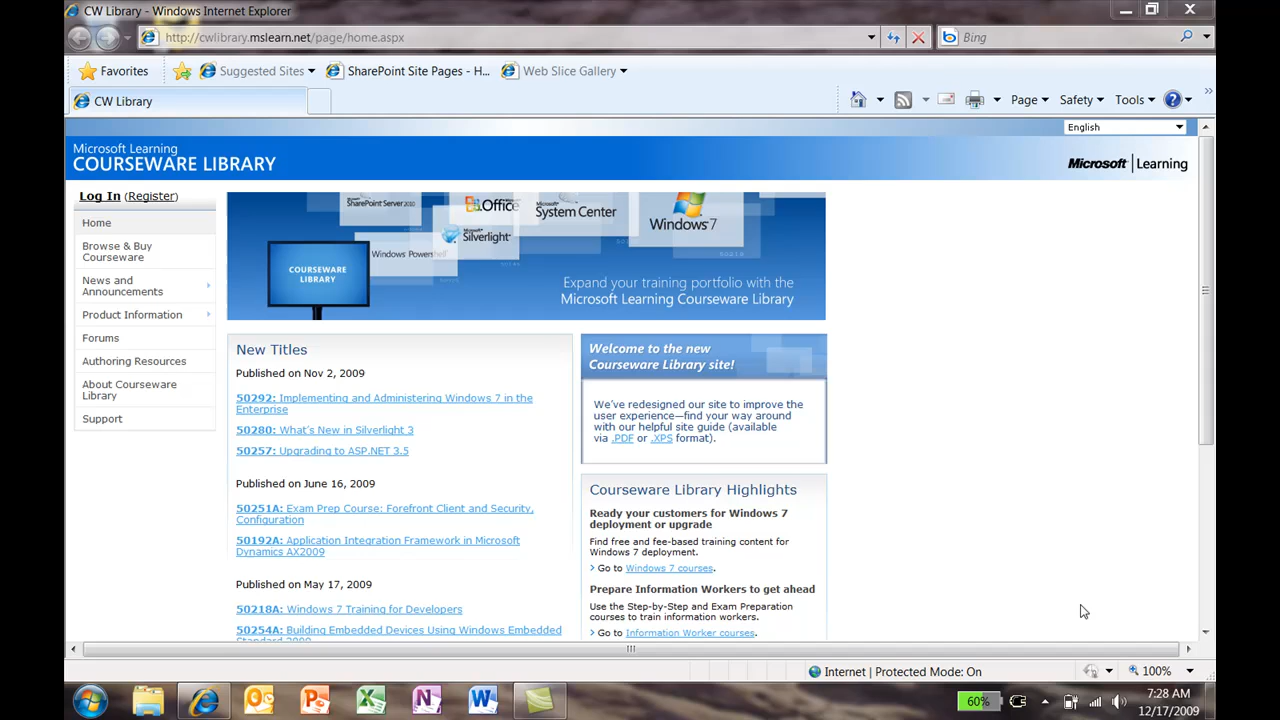 CW Library - Windows Internet Explorer
http://cwlibrary.mslearn.net/page/home.aspx
Bing
Favorites
Suggested Sites
SharePoint Site Pages - H...
Web Slice Gallery
CW Library
Page
Safety
Tools
English
Microsoft Learning
COURSEWARE LIBRARY
Microsoft | Learning
Log In (Register)
Home
Browse & Buy
Courseware
News and
Announcements
Product Information
Forums
Authoring Resources
About Courseware
Library
Support
SharePoint Server 2010
Office
System Center
Windows 7
Silverlight
Windows Powershell
COURSEWARE
LIBRARY
Expand your training portfolio with the
Microsoft Learning Courseware Library
New Titles
Published on Nov 2, 2009
50292: Implementing and Administering Windows 7 in the
Enterprise
50280: What's New in Silverlight 3
50257: Upgrading to ASP.NET 3.5
Published on June 16, 2009
50251A: Exam Prep Course: Forefront Client and Security,
Configuration
50192A: Application Integration Framework in Microsoft
Dynamics AX2009
Published on May 17, 2009
50218A: Windows 7 Training for Developers
50254A: Building Embedded Devices Using Windows Embedded
Standard 2009
Welcome to the new
Courseware Library site!
We've redesigned our site to improve the
user experience—find your way around
with our helpful site guide (available
via .PDF or .XPS format).
Courseware Library Highlights
Ready your customers for Windows 7
deployment or upgrade
Find free and fee-based training content for
Windows 7 deployment.
Go to Windows 7 courses.
Prepare Information Workers to get ahead
Use the Step-by-Step and Exam Preparation
courses to train information workers.
Go to Information Worker courses.
Internet | Protected Mode: On
100%
60%
7:28 AM
12/17/2009